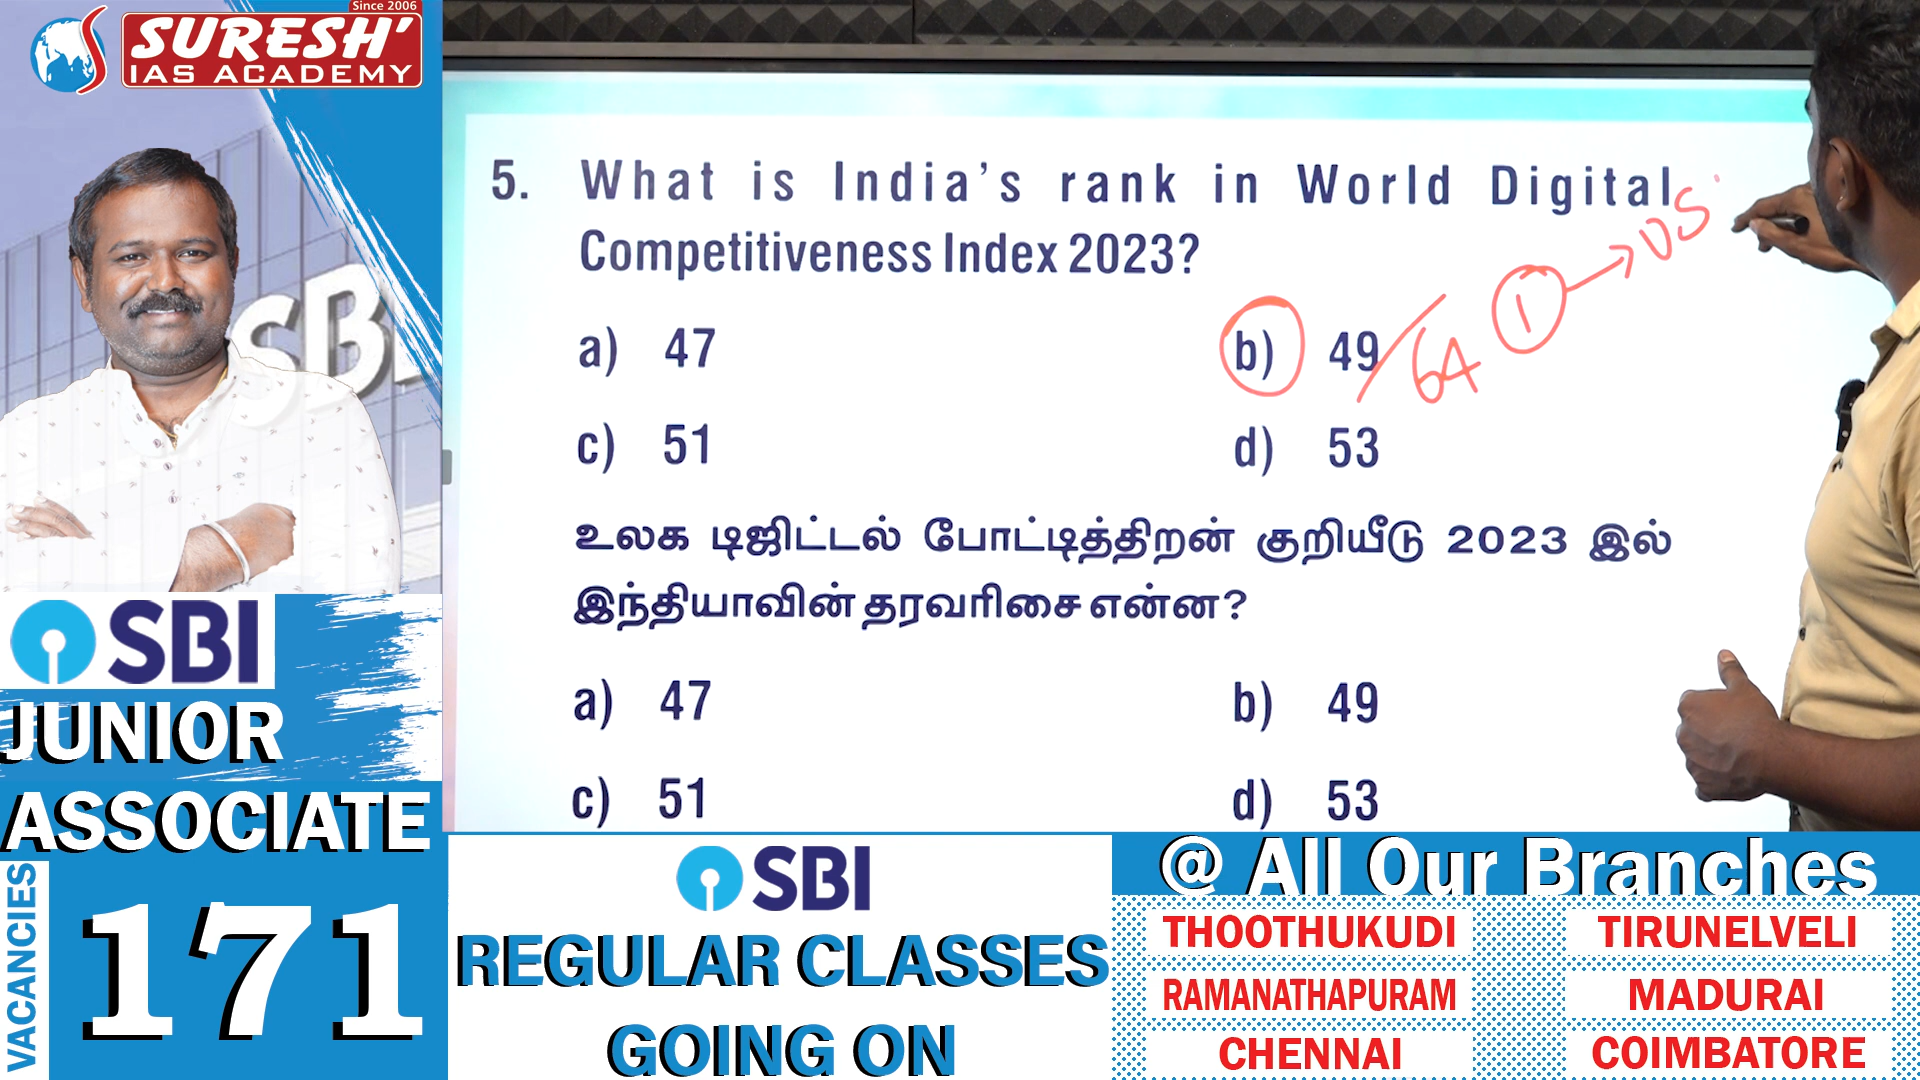 Since 2006
SURESH'
IAS ACADEMY
SB
5. What is India's rank in World Digital
Competitiveness Index 2023?
a) 47
b) 49/64 1 → US
c) 51
d) 53
உலக டிஜிட்டல் போட்டித்திறன் குறியீடு 2023 இல்
இந்தியாவின் தரவரிசை என்ன?
a) 47
b) 49
c) 51
d) 53
SBI
JUNIOR
ASSOCIATE
VACANCIES
171
SBI
REGULAR CLASSES
GOING ON
@ All Our Branches
THOOTHUKUDI
TIRUNELVELI
RAMANATHAPURAM
MADURAI
CHENNAI
COIMBATORE